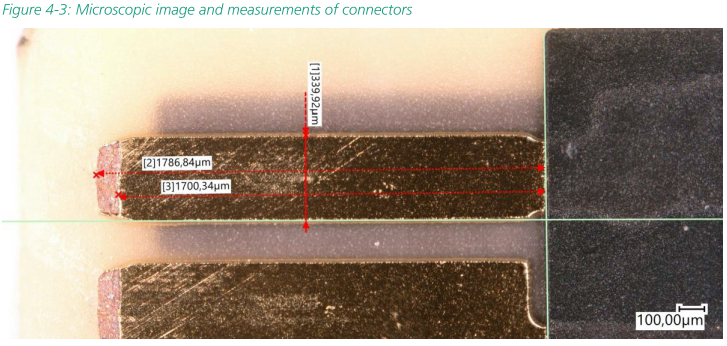 Figure 4-3: Microscopic image and measurements of connectors
[1]339,92µm
[2]1786,84µm
[3]1700,34µm
100,00µm